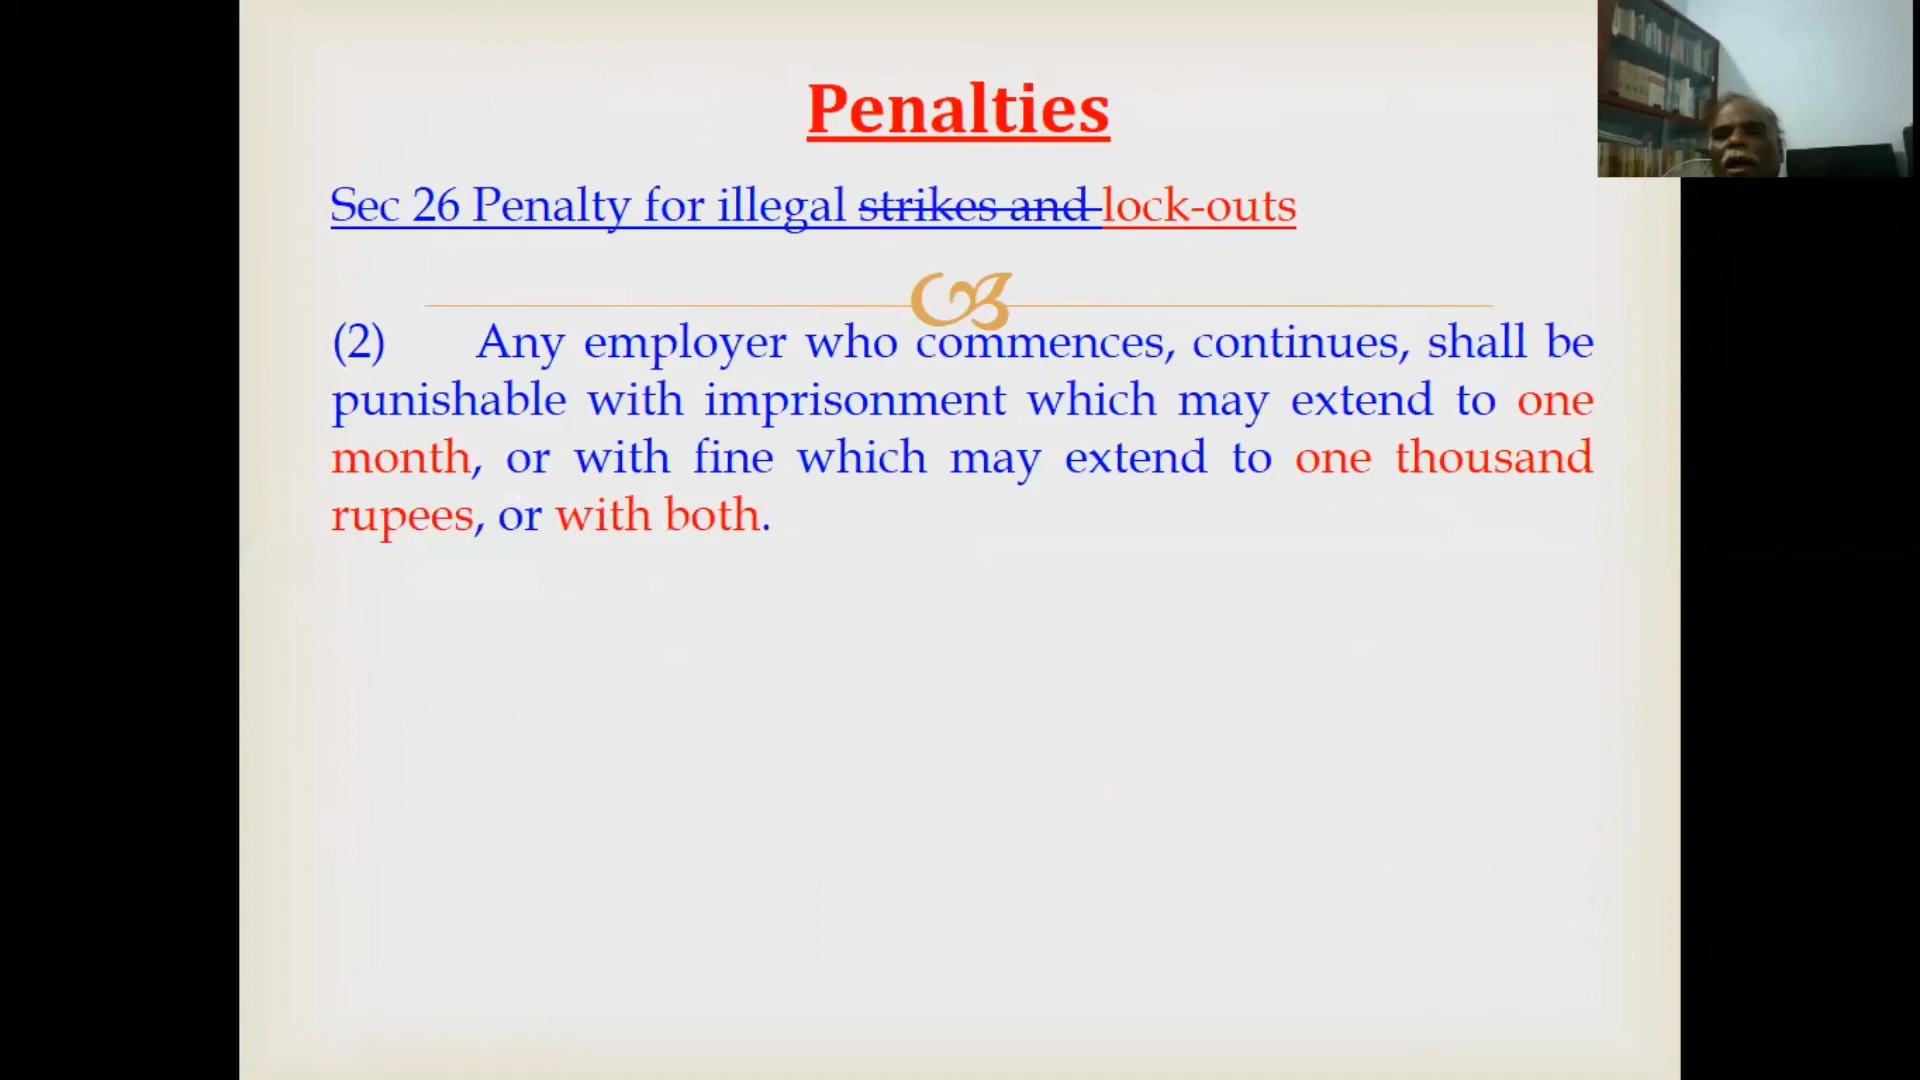 Penalties
Sec 26 Penalty for illegal strikes and lock-outs
(2) Any employer who commences, continues, shall be
punishable with imprisonment which may extend to one
month, or with fine which may extend to one thousand
rupees, or with both.